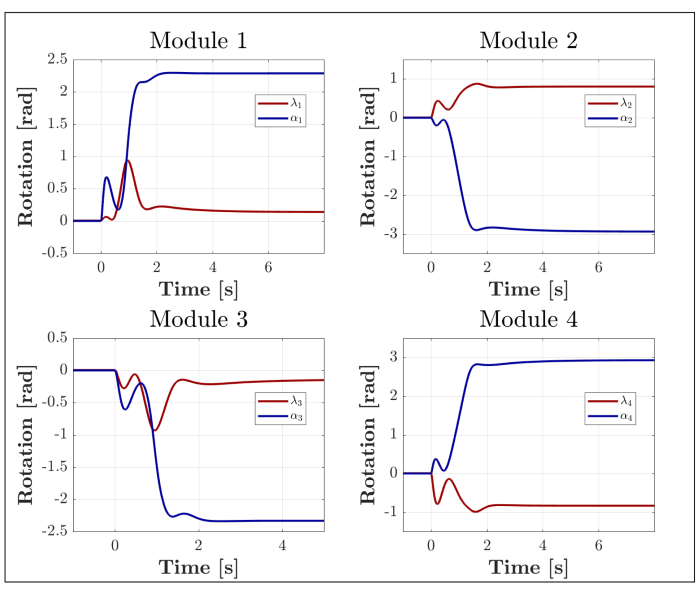 Module 1
2.5
2
1.5
1
0.5
0
-0.5
Rotation [rad]
λ₁
α₁
0 2 4 6
Time [s]
Module 2
1
0
-1
-2
-3
Rotation [rad]
λ₂
α₂
0 2 4 6
Time [s]
Module 3
0.5
0
-0.5
-1
-1.5
-2
-2.5
Rotation [rad]
λ₃
α₃
0 2 4
Time [s]
Module 4
3
2
1
0
-1
Rotation [rad]
λ₄
α₄
0 2 4 6
Time [s]